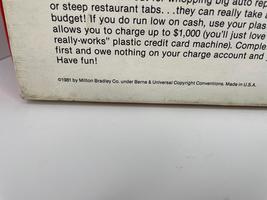 or steep restaurant tabs...they can really take
budget! If you do run low on cash, use your plas
allows you to charge up to $1,000 (you'll just love
really-works" plastic credit card machine). Comple
first and owe nothing on your charge account and
Have fun!
©1981 by Milton Bradley Co. under Berne & Universal Copyright Conventions. Made in U.S.A.